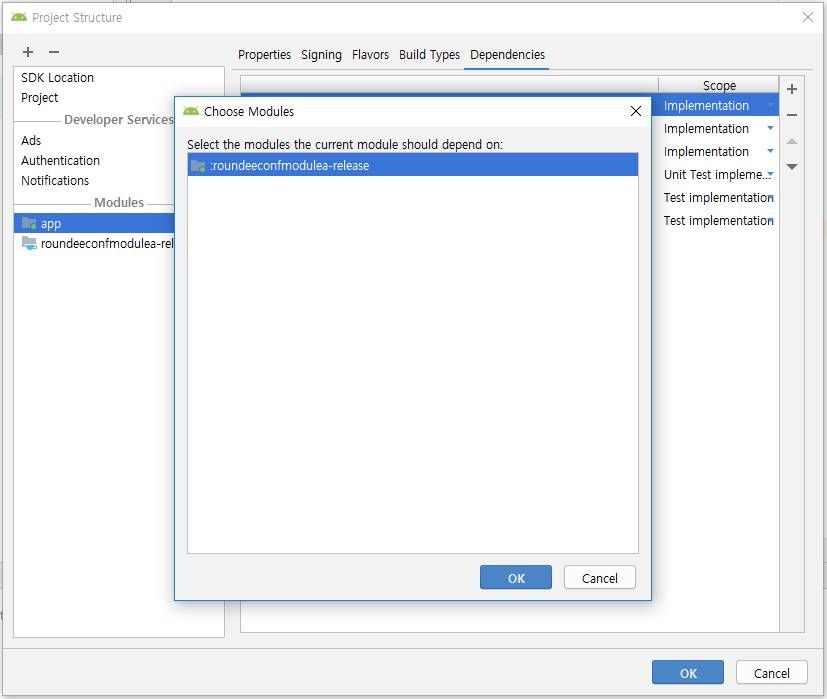 Project Structure
SDK Location
Project
Developer Services
Ads
Authentication
Notifications
Modules
app
roundeeconfmodulea-rel
Properties Signing Flavors Build Types Dependencies
Scope
Implementation
Implementation
Implementation
Unit Test impleme...
Test implementation
Test implementation
Choose Modules
Select the modules the current module should depend on:
:roundeeconfmodulea-release
OK Cancel
OK Cancel